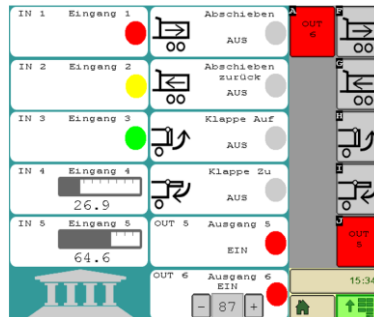 IN 1 Eingang 1
Abschieben
AUS
A
OUT
6
F
IN 2 Eingang 2
Abschieben
zurück
AUS
G
IN 3 Eingang 3
Klappe Auf
AUS
H
IN 4 Eingang 4
26.9
Klappe Zu
AUS
I
IN 5 Eingang 5
64.6
OUT 5 Ausgang 5
EIN
J
OUT
5
OUT 6 Ausgang 6
EIN
- 87 +
15:34